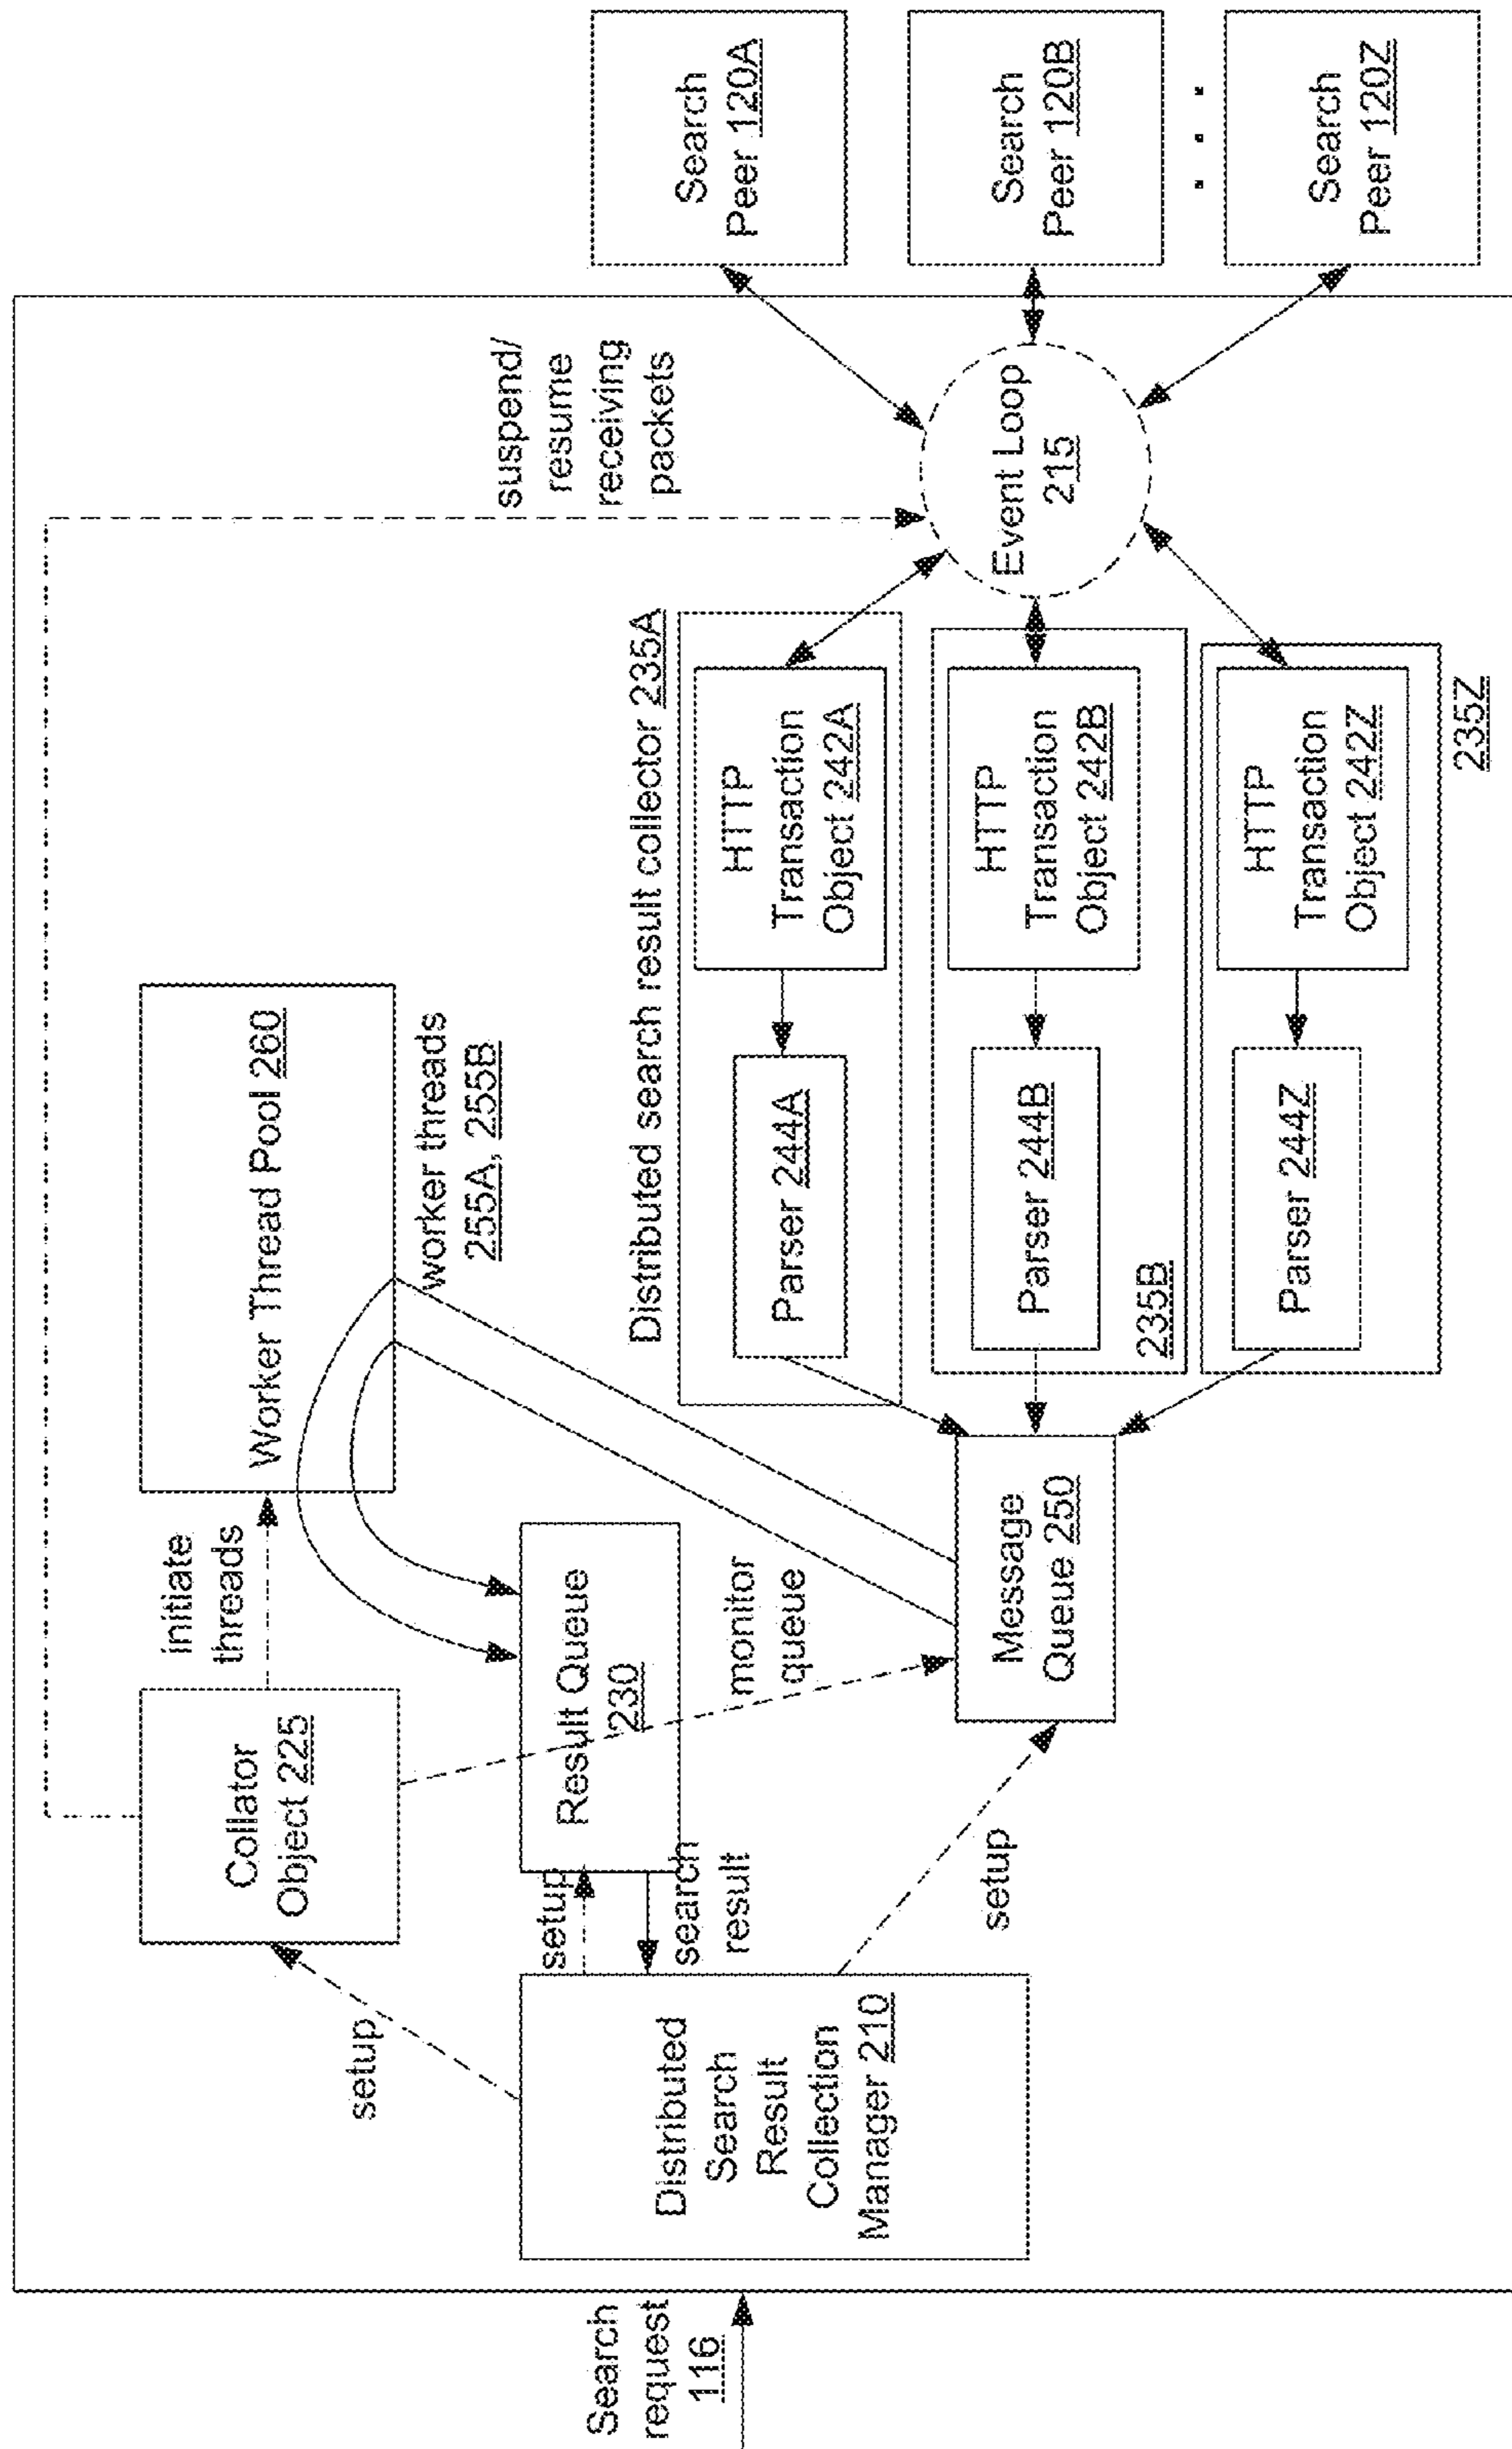 Search
request
116
Distributed
Search
Result
Collection
Manager 210
setup
setup
search
result
setup
Collator
Object 225
initiate
threads
Worker Thread Pool 260
worker threads
255A, 255B
Result Queue
230
monitor
queue
Message
Queue 250
suspend/
resume
receiving
packets
Distributed search result collector 235A
Parser 244A
HTTP
Transaction
Object 242A
Parser 244B
HTTP
Transaction
Object 242B
235B
Parser 244Z
HTTP
Transaction
Object 242Z
235Z
Event Loop
215
Search
Peer 120A
Search
Peer 120B
Search
Peer 120Z